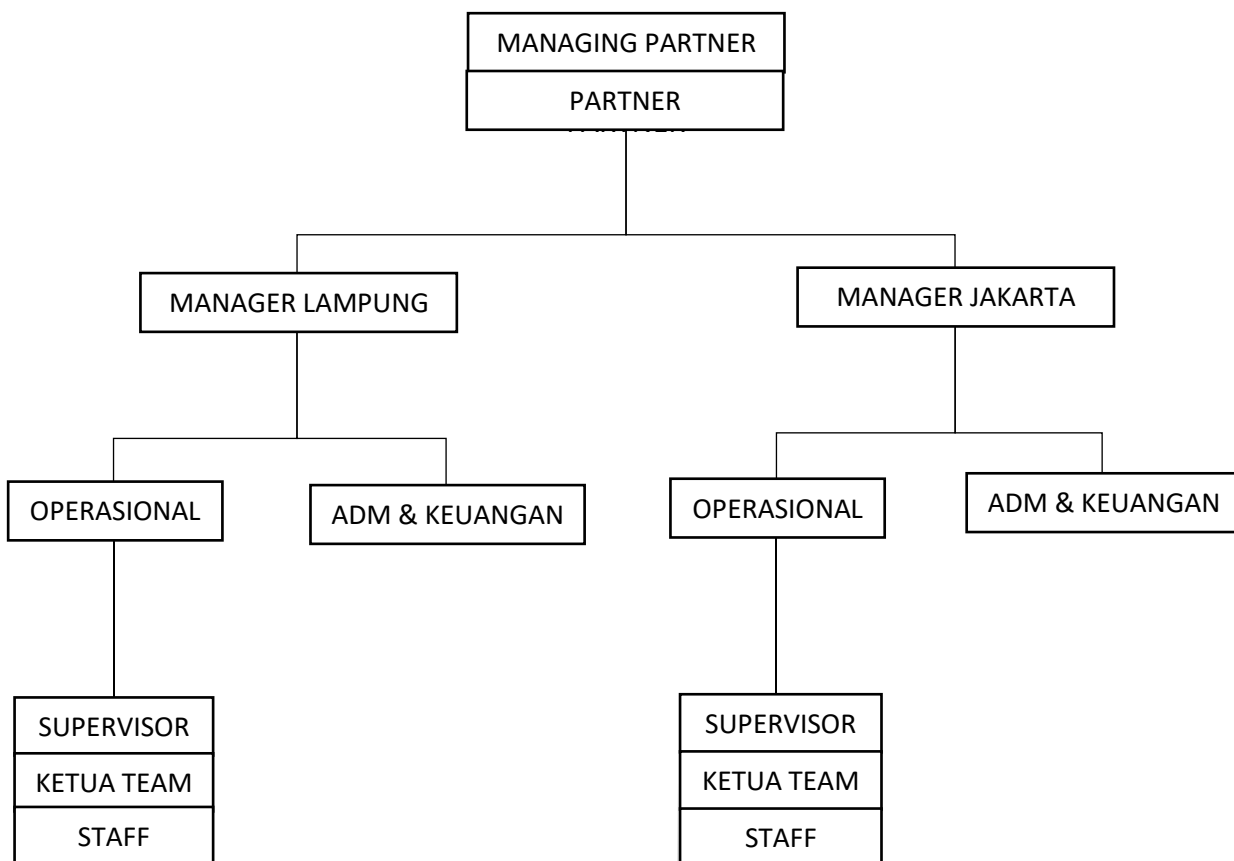 MANAGING PARTNER
PARTNER
MANAGER LAMPUNG
MANAGER JAKARTA
OPERASIONAL
ADM & KEUANGAN
OPERASIONAL
ADM & KEUANGAN
SUPERVISOR
KETUA TEAM
STAFF
SUPERVISOR
KETUA TEAM
STAFF